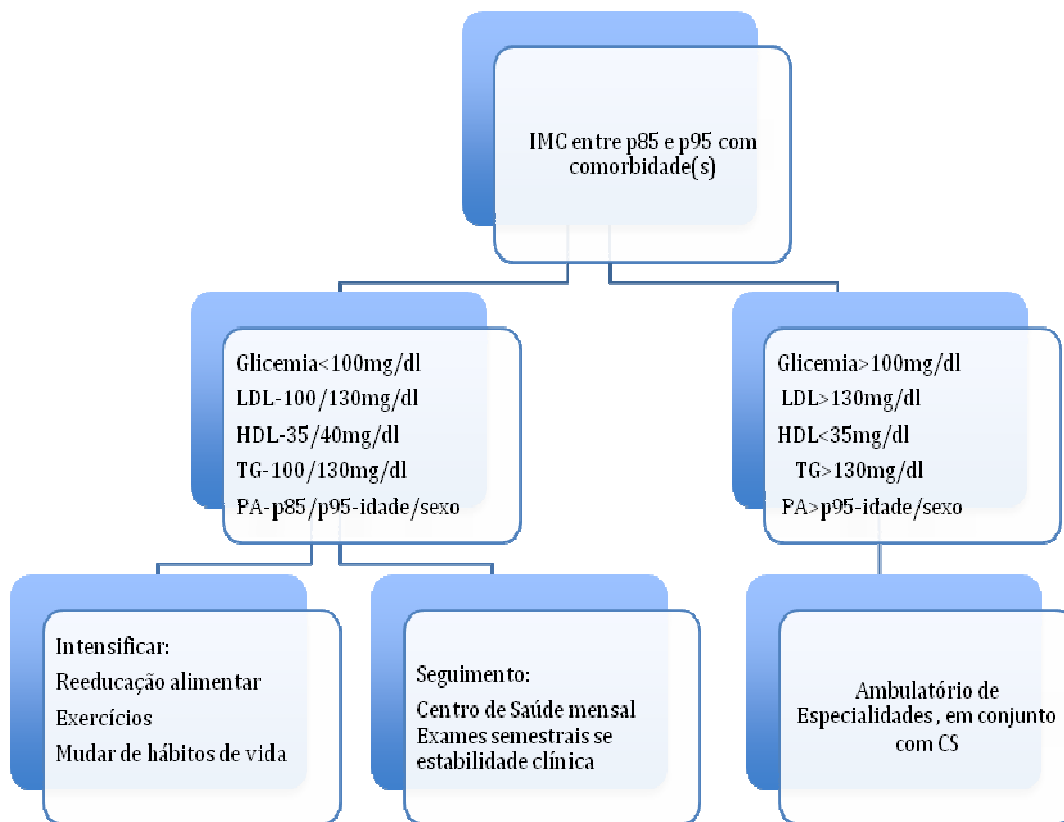 IMC entre p85 e p95 com
comorbidade(s)
Glicemia<100mg/dl
LDL-100/130mg/dl
HDL-35/40mg/dl
TG-100/130mg/dl
PA-p85/p95-idade/sexo
Glicemia>100mg/dl
LDL>130mg/dl
HDL<35mg/dl
TG>130mg/dl
PA>p95-idade/sexo
Intensificar:
Reeducação alimentar
Exercícios
Mudar de hábitos de vida
Seguimento:
Centro de Saúde mensal
Exames semestrais se
estabilidade clínica
Ambulatório de
Especialidades, em conjunto
com CS